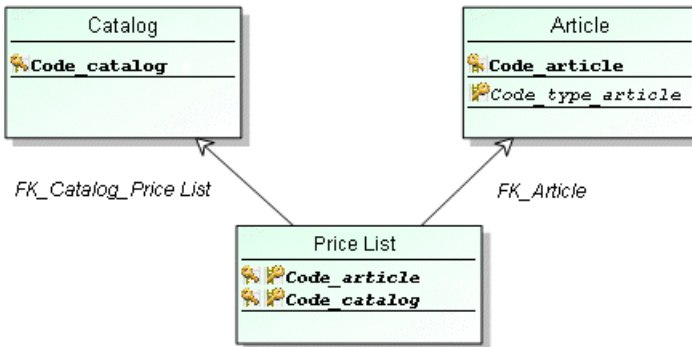 Catalog
Code_catalog
Article
Code_article
Code_type_article
FK_Catalog_Price List
FK_Article
Price List
Code_article
Code_catalog